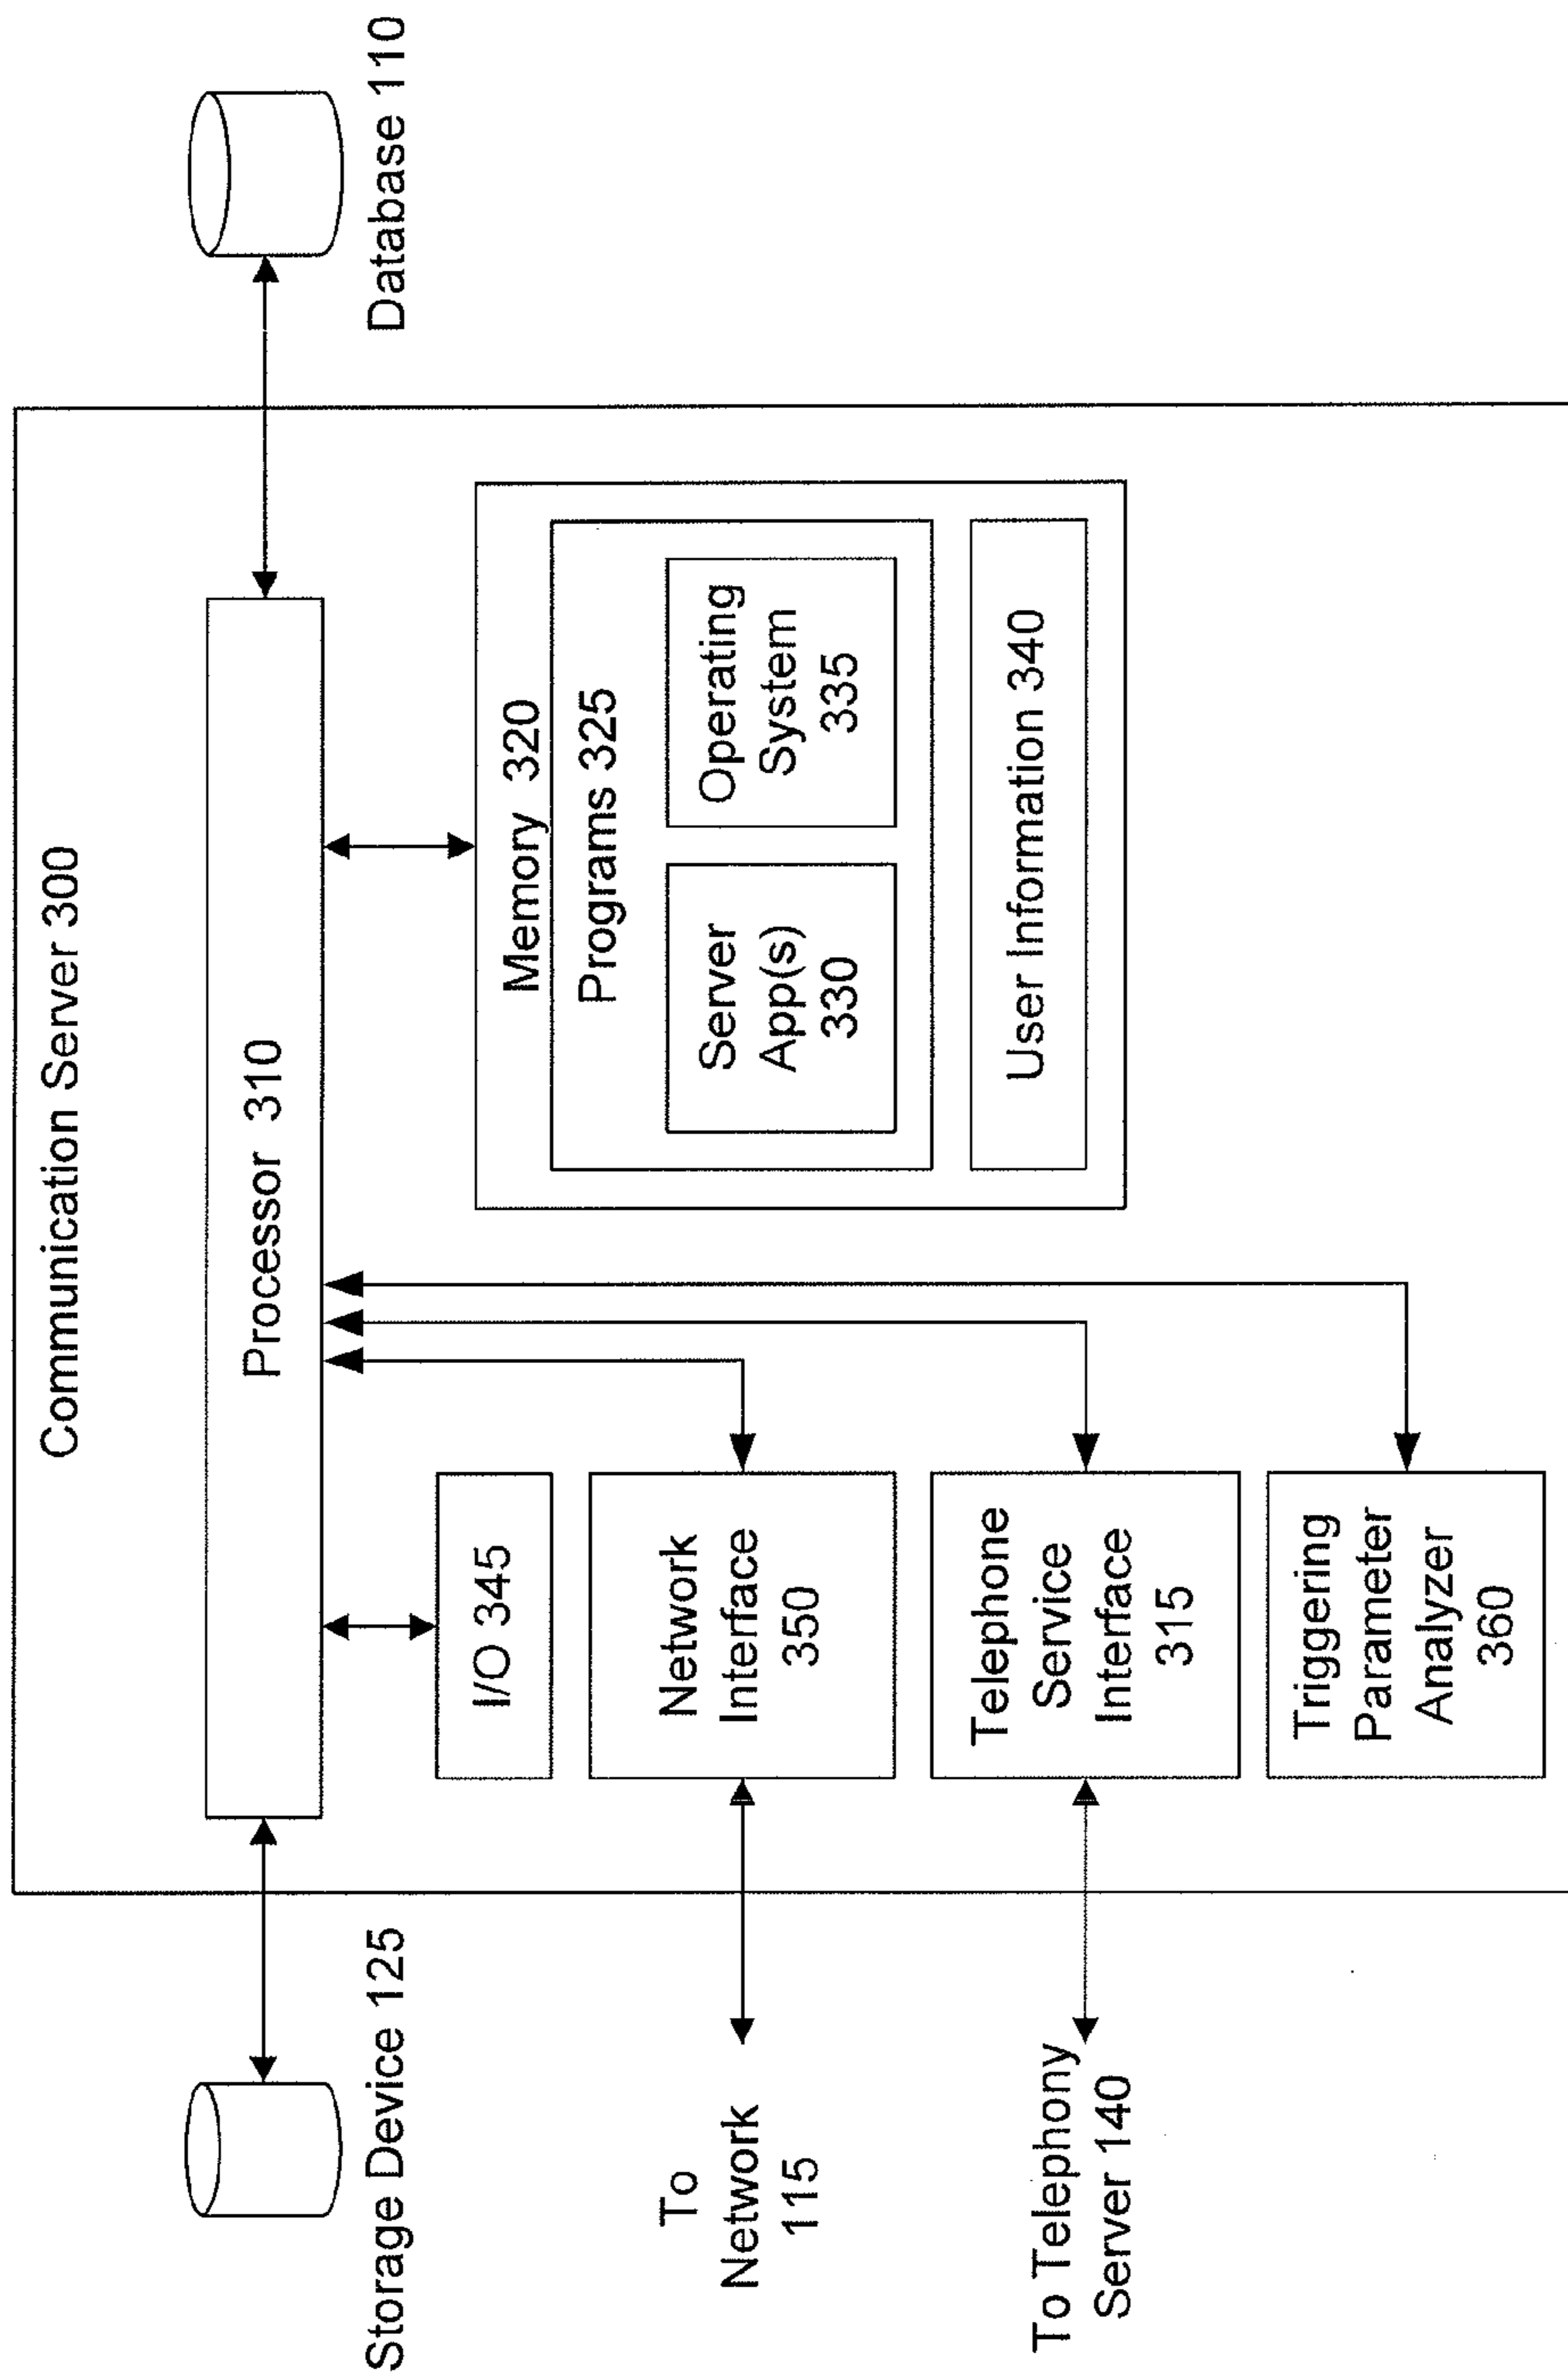 Communication Server 300
Storage Device 125
Processor 310
Database 110
I/O 345
Memory 320
Programs 325
Server
App(s)
330
Operating
System
335
User Information 340
To
Network
115
Network
Interface
350
To Telephony
Server 140
Telephone
Service
Interface
315
Triggering
Parameter
Analyzer
360